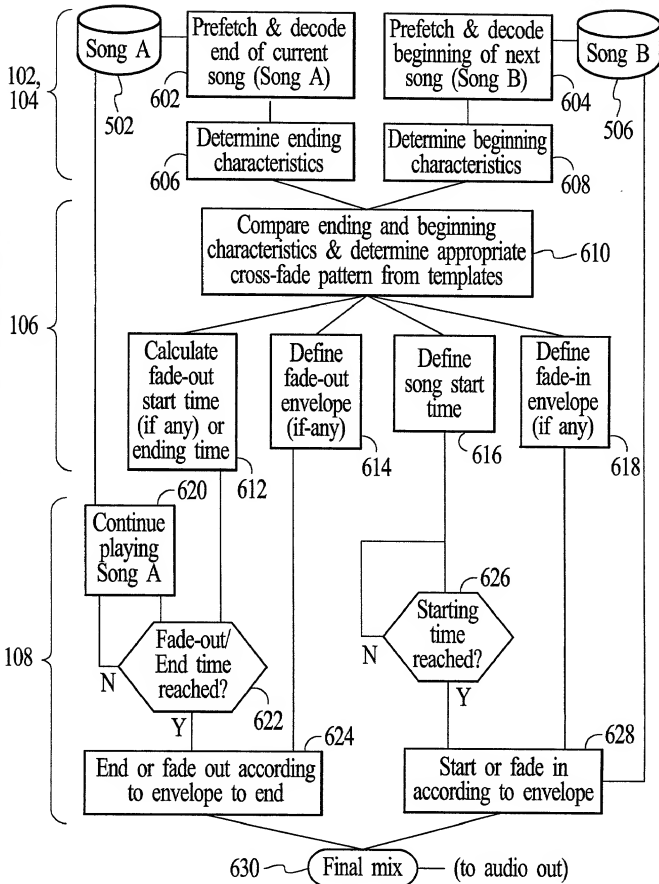 Song A
Prefetch & decode
end of current
song (Song A)
Prefetch & decode
beginning of next
song (Song B)
Song B
102,
104
602
604
502
506
Determine ending
characteristics
Determine beginning
characteristics
606
608
Compare ending and beginning
characteristics & determine appropriate
cross-fade pattern from templates
610
106
Calculate
fade-out
start time
(if any) or
ending time
Define
fade-out
envelope
(if-any)
Define
song start
time
Define
fade-in
envelope
(if any)
612
614
616
618
620
Continue
playing
Song A
626
Starting
time
reached?
N
Y
108
Fade-out/
End time
reached?
N
Y
622
624
628
End or fade out according
to envelope to end
Start or fade in
according to envelope
630
Final mix
(to audio out)